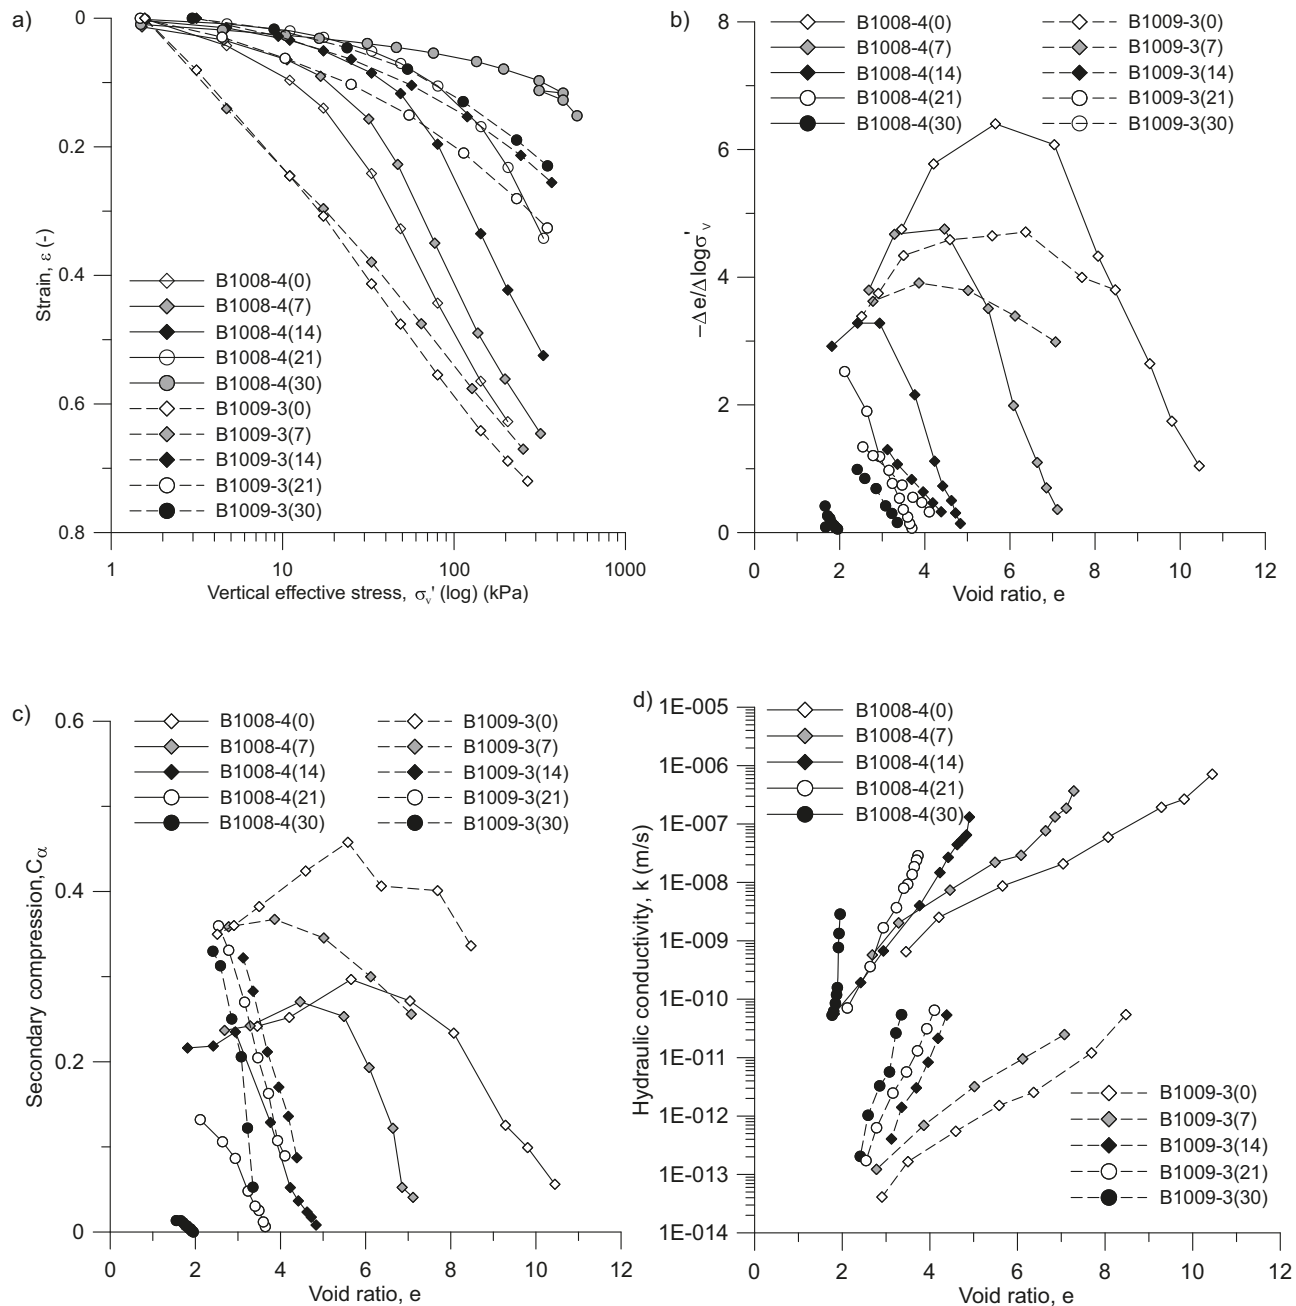 a)
0
0.2
0.4
0.6
0.8
Strain, ε (-)
B1008-4(0)
B1008-4(7)
B1008-4(14)
B1008-4(21)
B1008-4(30)
B1009-3(0)
B1009-3(7)
B1009-3(14)
B1009-3(21)
B1009-3(30)
1 10 100 1000
Vertical effective stress, σv' (log) (kPa)
b)
8
6
4
2
0
−Δe/Δlogσ'v
B1008-4(0) B1009-3(0)
B1008-4(7) B1009-3(7)
B1008-4(14) B1009-3(14)
B1008-4(21) B1009-3(21)
B1008-4(30) B1009-3(30)
0 2 4 6 8 10 12
Void ratio, e
c)
0.6
0.4
0.2
0
Secondary compression,Cα
B1008-4(0) B1009-3(0)
B1008-4(7) B1009-3(7)
B1008-4(14) B1009-3(14)
B1008-4(21) B1009-3(21)
B1008-4(30) B1009-3(30)
2 4 6 8 10 12
Void ratio, e
d)
1E-005
1E-006
1E-007
1E-008
1E-009
1E-010
1E-011
1E-012
1E-013
1E-014
Hydraulic conductivity, k (m/s)
B1008-4(0)
B1008-4(7)
B1008-4(14)
B1008-4(21)
B1008-4(30)
B1009-3(0)
B1009-3(7)
B1009-3(14)
B1009-3(21)
B1009-3(30)
0 2 4 6 8 10 12
Void ratio, e